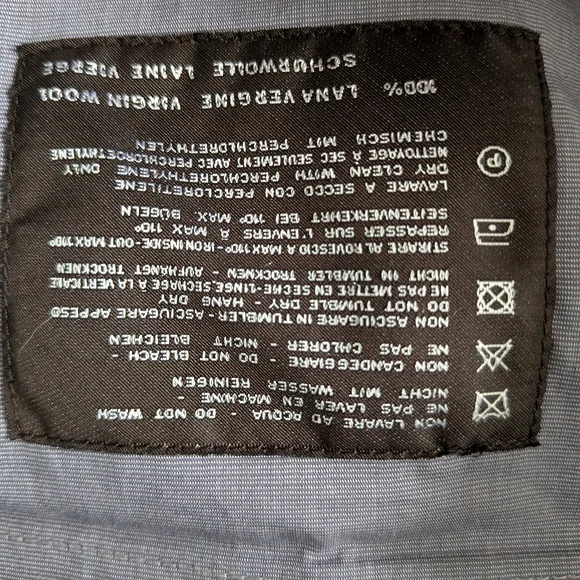 NON LAVARE AD ACQUA - DO NOT WASH
NE PAS LAVER EN MACHINE -
NICHT MIT WASSER REINIGEN
NON CANDEGGIARE - DO NOT BLEACH -
NE PAS CHLORER - NICHT BLEICHEN
NON ASCIUGARE IN TUMBLER- ASCIUGARE APPESO
DO NOT TUMBLE DRY - HANG DRY
NE PAS METTRE EN SECHE-LINGE-SECHAGE A LA VERTICALE
NICHT IN TUMBLER TROCKNEN - AUFHANGT TROCKNEN
STIRARE AL ROVESCIO A MAX 110° - IRON INSIDE-OUT MAX 110°
REPASSER SUR L'ENVERS A MAX 110°
SEITENVERKEHRT BEI 110° MAX. BÜGELN
LAVARE A SECCO CON PERCLORETILENE
DRY CLEAN WITH PERCHLORETHYLENE ONLY
NETTOYAGE A SEC SEULEMENT AVEC PERCHLOROETHYLENE
CHEMISCH MIT PERCHLORETHYLEN
P
100% LANA VERGINE VIRGIN WOOL
SCHURWOLLE LAINE VIERGE